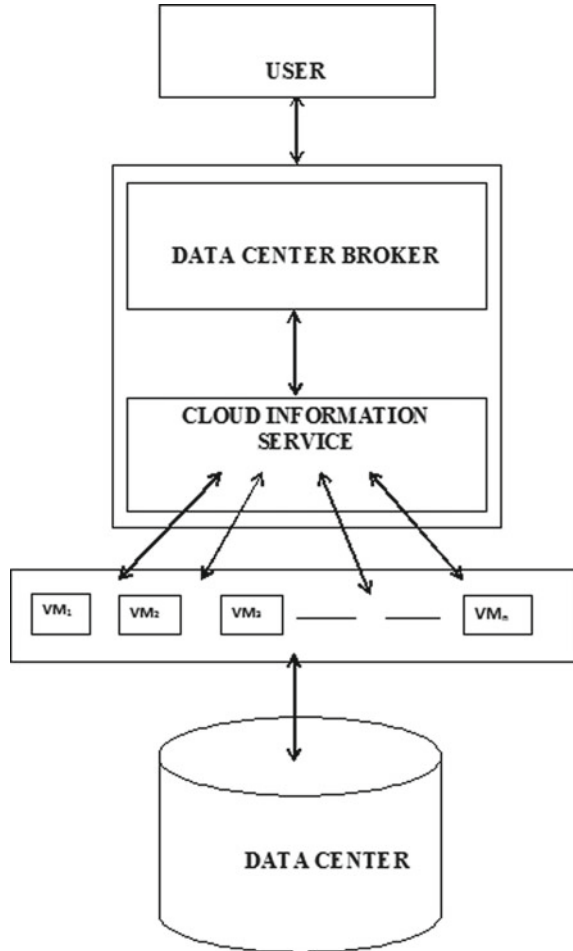 USER
DATA CENTER BROKER
CLOUD INFORMATION
SERVICE
VM₁ VM₂ VM₃ VMₙ
DATA CENTER